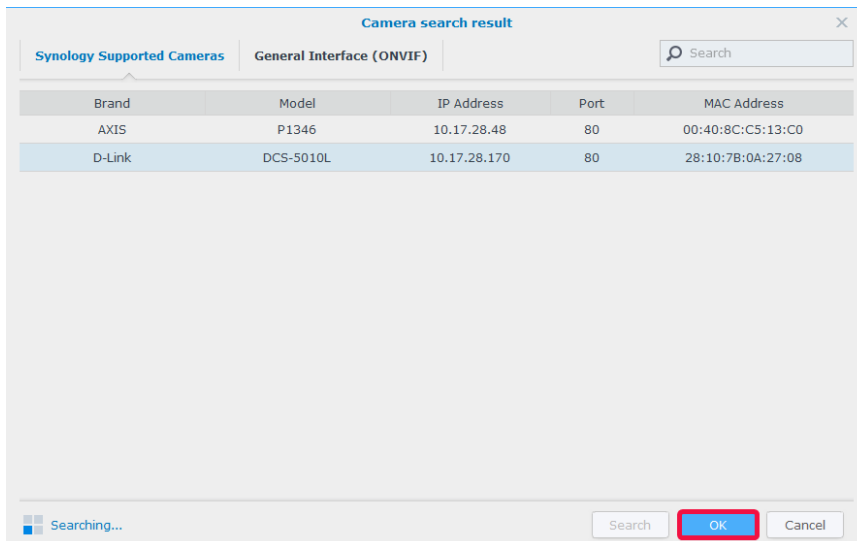 Camera search result
Synology Supported Cameras General Interface (ONVIF) Search
Brand Model IP Address Port MAC Address
AXIS P1346 10.17.28.48 80 00:40:8C:C5:13:C0
D-Link DCS-5010L 10.17.28.170 80 28:10:7B:0A:27:08
Searching... Search OK Cancel